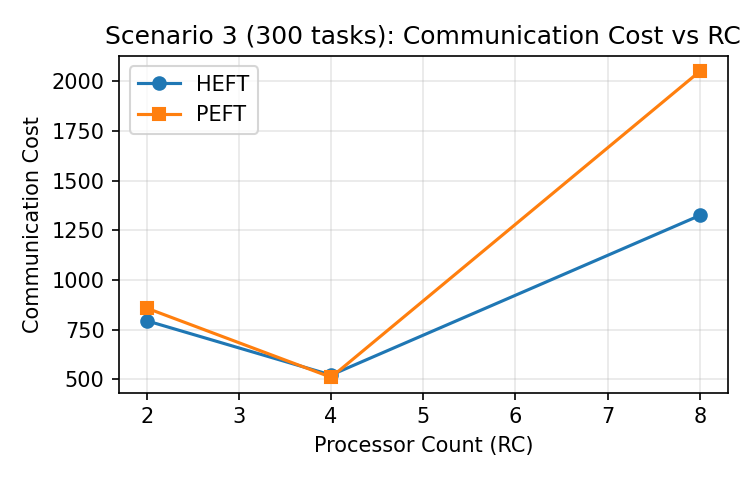 Scenario 3 (300 tasks): Communication Cost vs RC
HEFT
PEFT
Communication Cost
2000
1750
1500
1250
1000
750
500
2 3 4 5 6 7 8
Processor Count (RC)